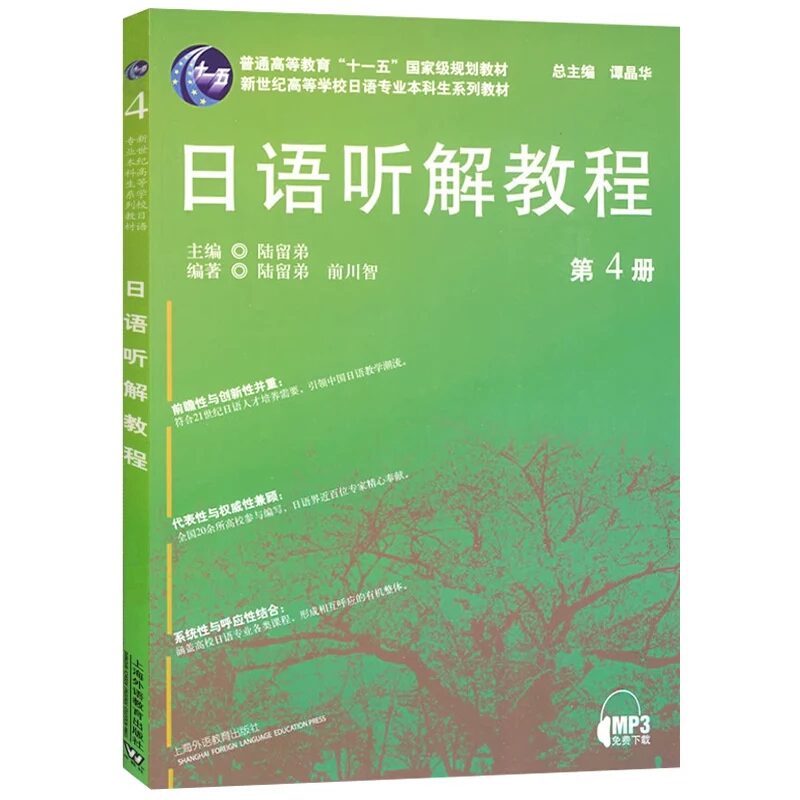 十一五
普通高等教育“十一五”国家级规划教材
新世纪高等学校日语专业本科生系列教材
总主编 谭晶华
日语听解教程
主编◎陆留弟
编著◎陆留弟 前川智
第4册
前瞻性与创新性并重:
符合21世纪日语人才培养需要,引领中国日语教学潮流。
代表性与权威性兼顾:
全国20余所高校参与编写,日语界近百位专家精心奉献。
系统性与呼应性结合:
涵盖高校日语专业各类课程,形成相互呼应的有机整体。
上海外语教育出版社
SHANGHAI FOREIGN LANGUAGE EDUCATION PRESS
MP3
免费下载
4
新世纪高等学校日语
专业本科生系列教材
日语听解教程
上海外语教育出版社
W